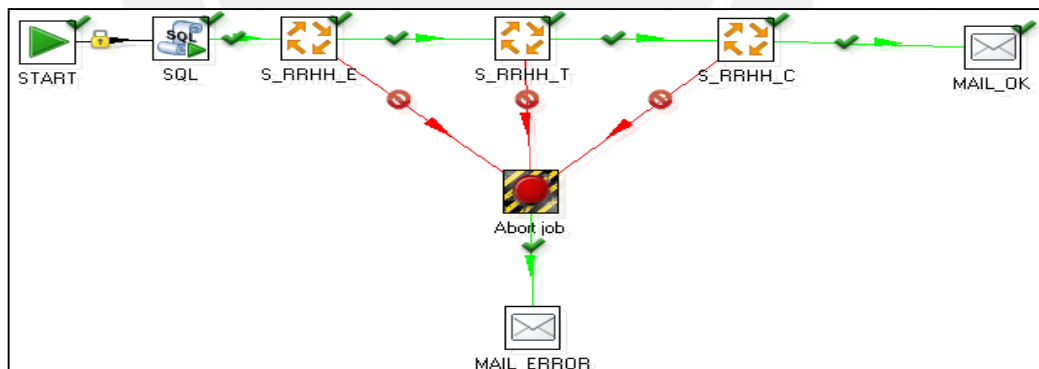 SQL
START
SQL
S_RRHH_E
S_RRHH_T
S_RRHH_C
MAIL_OK
Abort job
MAIL_ERROR